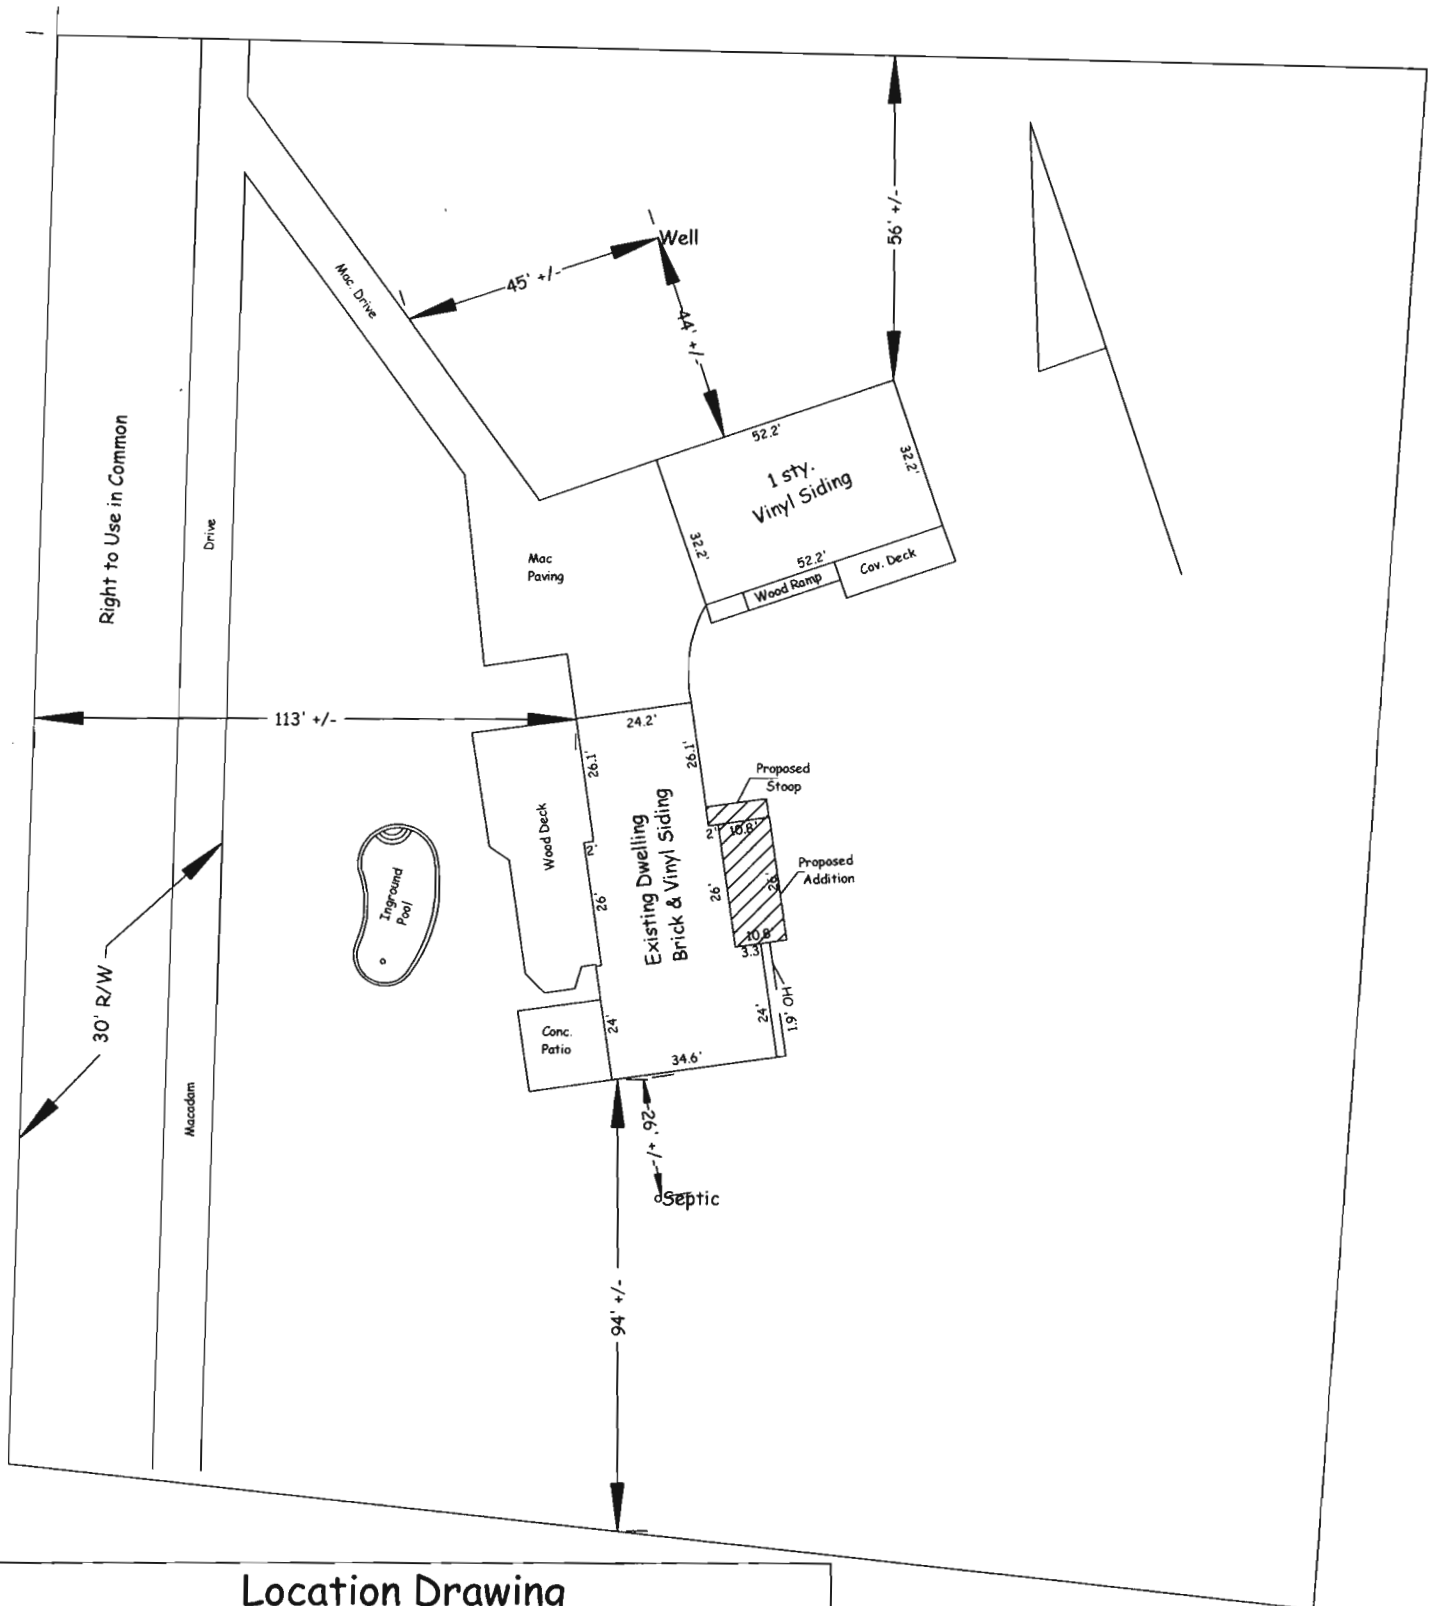 56' +/-
Well
45' +/-
44' +/-
Mac. Drive
52.2'
32.2'
1 sty.
Vinyl Siding
32.2'
52.2'
Wood Ramp
Cov. Deck
Right to Use in Common
Drive
Mac
Paving
113' +/-
24.2'
26.1'
26.1'
Proposed
Stoop
Wood Deck
2'
2'
10.8'
Existing Dwelling
Brick & Vinyl Siding
26'
26'
26'
Proposed
Addition
Inground
Pool
10.8'
3.3'
30' R/W
1.9' OH
24'
24'
Conc.
Patio
34.6'
Macadam
26' +/-
Septic
94' +/-
Location Drawing